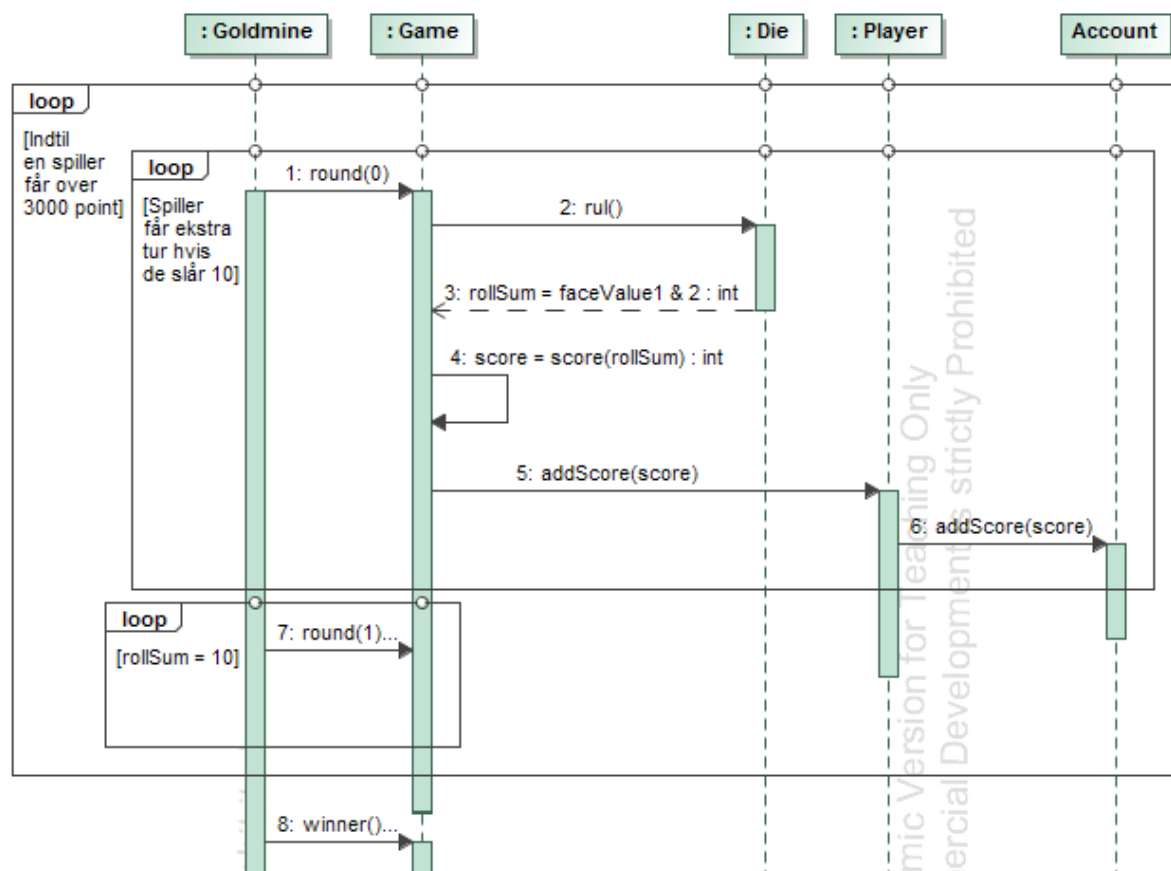 : Goldmine
: Game
: Die
: Player
Account
loop
[Indtil
en spiller
får over
3000 point]
loop
[Spiller
får ekstra
tur hvis
de slår 10]
1: round(0)
2: rul()
3: rollSum = faceValue1 & 2 : int
4: score = score(rollSum) : int
5: addScore(score)
6: addScore(score)
loop
[rollSum = 10]
7: round(1)...
8: winner()...
Version for Teaching Only
Development is strictly Prohibited